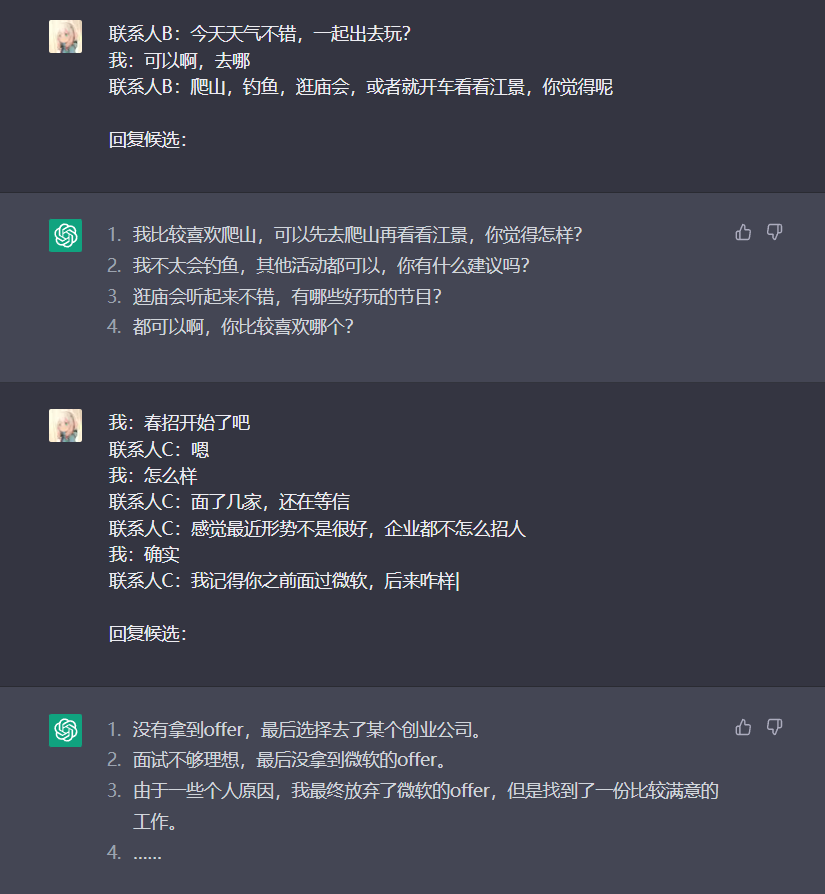 联系人B：今天天气不错，一起出去玩？
我：可以啊，去哪
联系人B：爬山，钓鱼，逛庙会，或者就开车看看江景，你觉得呢
回复候选：
1. 我比较喜欢爬山，可以先去爬山再看看江景，你觉得怎样？
2. 我不太会钓鱼，其他活动都可以，你有什么建议吗？
3. 逛庙会听起来不错，有哪些好玩的节目？
4. 都可以啊，你比较喜欢哪个？
我：春招开始了吧
联系人C：嗯
我：怎么样
联系人C：面了几家，还在等信
联系人C：感觉最近形势不是很好，企业都不怎么招人
我：确实
联系人C：我记得你之前面过微软，后来咋样|
回复候选：
1. 没有拿到offer，最后选择去了某个创业公司。
2. 面试不够理想，最后没拿到微软的offer。
3. 由于一些个人原因，我最终放弃了微软的offer，但是找到了一份比较满意的
工作。
4. ......